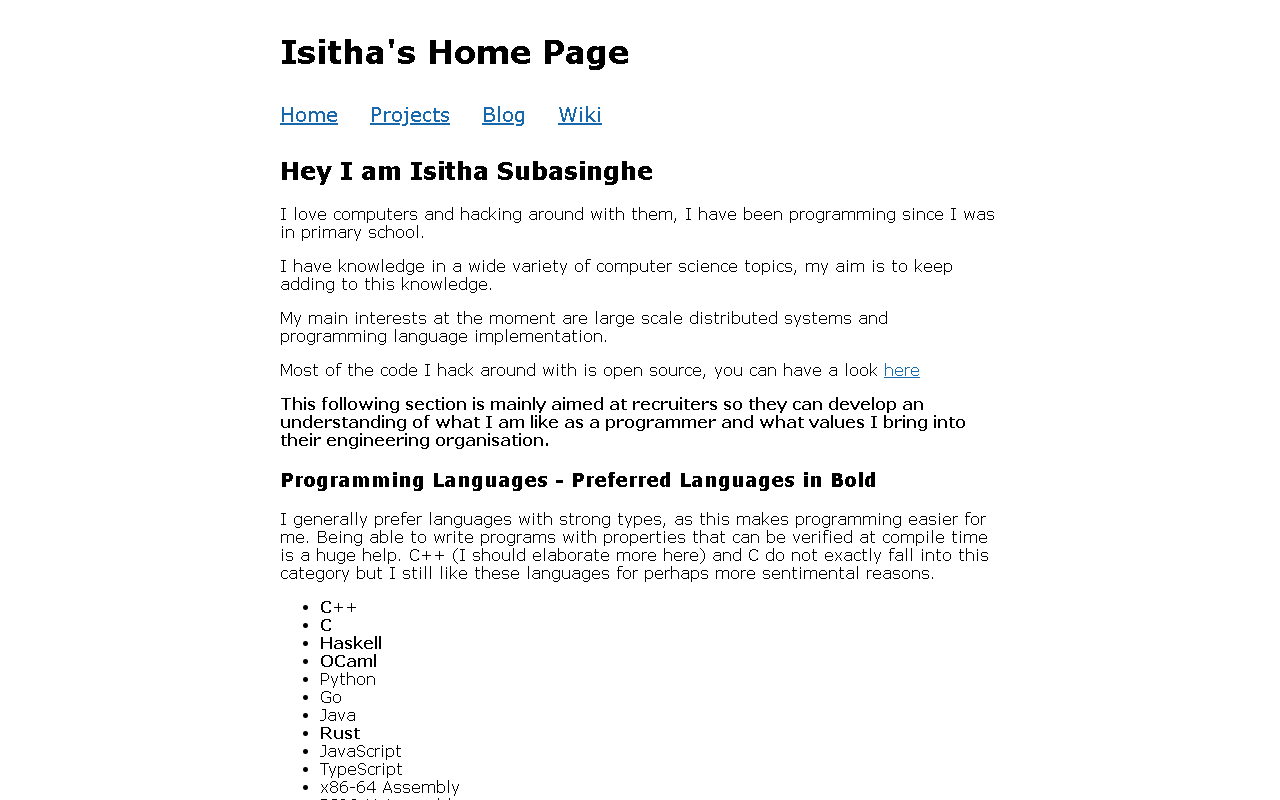 Isitha's Home Page
Home Projects Blog Wiki
Hey I am Isitha Subasinghe
I love computers and hacking around with them, I have been programming since I was
in primary school.
I have knowledge in a wide variety of computer science topics, my aim is to keep
adding to this knowledge.
My main interests at the moment are large scale distributed systems and
programming language implementation.
Most of the code I hack around with is open source, you can have a look here
This following section is mainly aimed at recruiters so they can develop an
understanding of what I am like as a programmer and what values I bring into
their engineering organisation.
Programming Languages - Preferred Languages in Bold
I generally prefer languages with strong types, as this makes programming easier for
me. Being able to write programs with properties that can be verified at compile time
is a huge help. C++ (I should elaborate more here) and C do not exactly fall into this
category but I still like these languages for perhaps more sentimental reasons.
• C++
• C
• Haskell
• OCaml
• Python
• Go
• Java
• Rust
• JavaScript
• TypeScript
• x86-64 Assembly